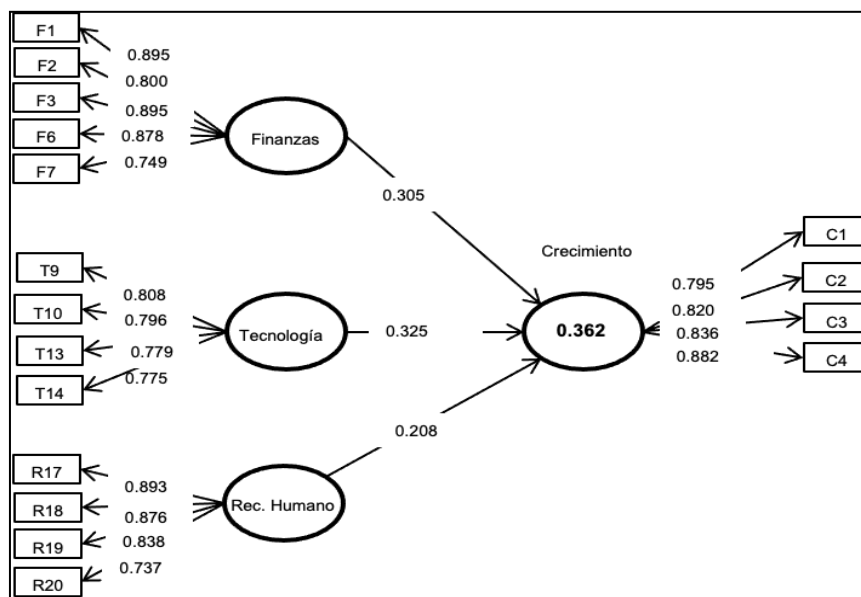 F1
0.895
F2
0.800
F3
0.895
F6
0.878
F7
0.749
Finanzas
0.305
T9
0.808
T10
0.796
T13
0.779
T14
0.775
Tecnología
0.325
R17
0.893
R18
0.876
R19
0.838
R20
0.737
Rec. Humano
0.208
Crecimiento
0.362
C1
0.795
C2
0.820
C3
0.836
C4
0.882